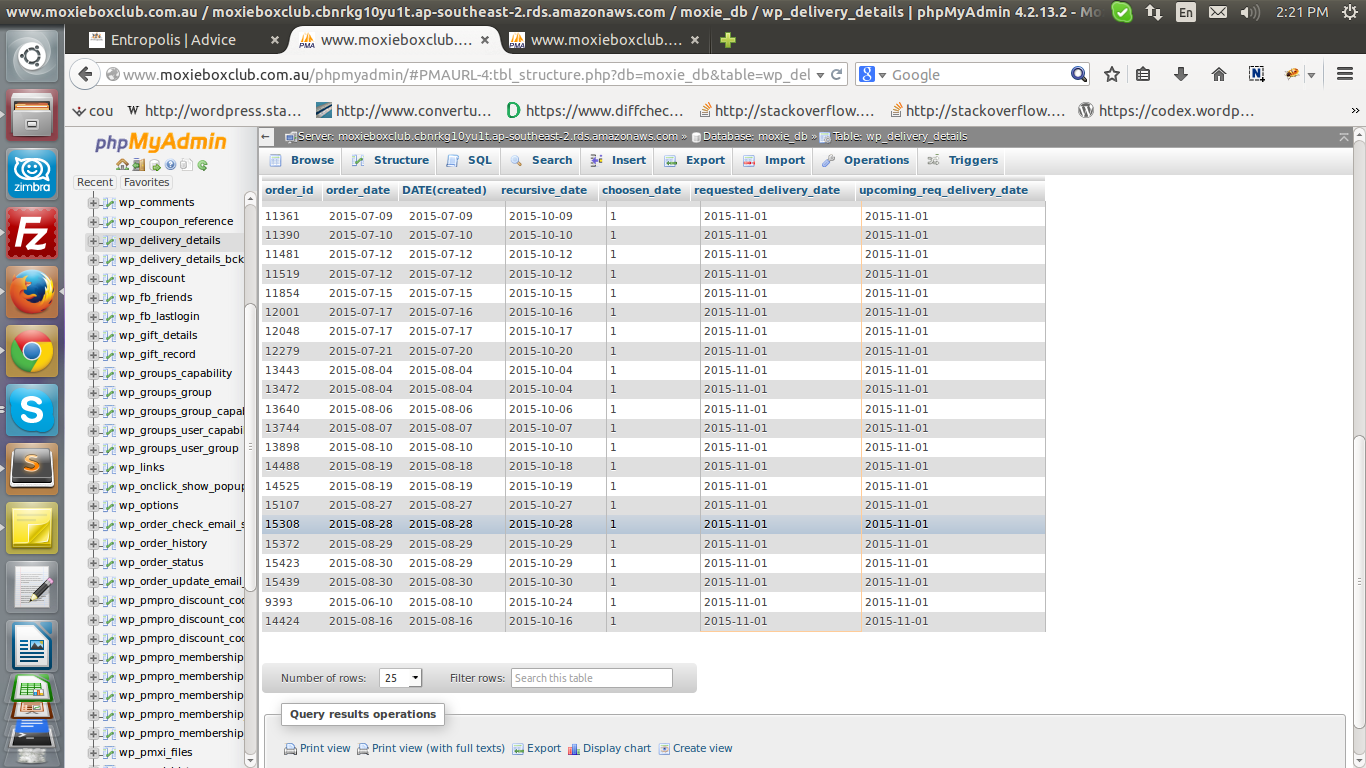 www.moxieboxclub.com.au / moxieboxclub.cbnrkg10yu1t.ap-southeast-2.rds.amazonaws.com / moxie_db / wp_delivery_details | phpMyAdmin 4.2.13.2 - Mo
En
2:21 PM
Entropolis | Advice
www.moxieboxclub....
www.moxieboxclub....
www.moxieboxclub.com.au/phpmyadmin/#PMAURL-4:tbl_structure.php?db=moxie_db&table=wp_del
Google
cou
http://wordpress.sta...
http://www.convertu...
https://www.diffchec...
http://stackoverflow....
http://stackoverflow....
https://codex.wordp...
phpMyAdmin
Recent Favorites
wp_comments
wp_coupon_reference
wp_delivery_details
wp_delivery_details_bck
wp_discount
wp_fb_friends
wp_fb_lastlogin
wp_gift_details
wp_gift_record
wp_groups_capability
wp_groups_group
wp_groups_group_capal
wp_groups_user_capabi
wp_groups_user_group
wp_links
wp_onclick_show_popup
wp_options
wp_order_check_email_s
wp_order_history
wp_order_status
wp_order_update_email_
wp_pmpro_discount_coc
wp_pmpro_discount_coc
wp_pmpro_discount_coc
wp_pmpro_membership
wp_pmpro_membership
wp_pmpro_membership
wp_pmpro_membership
wp_pmpro_membership
wp_pmxi_files
Server: moxieboxclub.cbnrkg10yu1t.ap-southeast-2.rds.amazonaws.com » Database: moxie_db » Table: wp_delivery_details
Browse Structure SQL Search Insert Export Import Operations Triggers
order_id order_date DATE(created) recursive_date choosen_date requested_delivery_date upcoming_req_delivery_date
11361 2015-07-09 2015-07-09 2015-10-09 1 2015-11-01 2015-11-01
11390 2015-07-10 2015-07-10 2015-10-10 1 2015-11-01 2015-11-01
11481 2015-07-12 2015-07-12 2015-10-12 1 2015-11-01 2015-11-01
11519 2015-07-12 2015-07-12 2015-10-12 1 2015-11-01 2015-11-01
11854 2015-07-15 2015-07-15 2015-10-15 1 2015-11-01 2015-11-01
12001 2015-07-17 2015-07-16 2015-10-16 1 2015-11-01 2015-11-01
12048 2015-07-17 2015-07-17 2015-10-17 1 2015-11-01 2015-11-01
12279 2015-07-21 2015-07-20 2015-10-20 1 2015-11-01 2015-11-01
13443 2015-08-04 2015-08-04 2015-10-04 1 2015-11-01 2015-11-01
13472 2015-08-04 2015-08-04 2015-10-04 1 2015-11-01 2015-11-01
13640 2015-08-06 2015-08-06 2015-10-06 1 2015-11-01 2015-11-01
13744 2015-08-07 2015-08-07 2015-10-07 1 2015-11-01 2015-11-01
13898 2015-08-10 2015-08-10 2015-10-10 1 2015-11-01 2015-11-01
14488 2015-08-19 2015-08-18 2015-10-18 1 2015-11-01 2015-11-01
14525 2015-08-19 2015-08-19 2015-10-19 1 2015-11-01 2015-11-01
15107 2015-08-27 2015-08-27 2015-10-27 1 2015-11-01 2015-11-01
15308 2015-08-28 2015-08-28 2015-10-28 1 2015-11-01 2015-11-01
15372 2015-08-29 2015-08-29 2015-10-29 1 2015-11-01 2015-11-01
15423 2015-08-30 2015-08-29 2015-10-29 1 2015-11-01 2015-11-01
15439 2015-08-30 2015-08-30 2015-10-30 1 2015-11-01 2015-11-01
9393 2015-06-10 2015-08-10 2015-10-24 1 2015-11-01 2015-11-01
14424 2015-08-16 2015-08-16 2015-10-16 1 2015-11-01 2015-11-01
Number of rows: 25 Filter rows: Search this table
Query results operations
Print view Print view (with full texts) Export Display chart Create view
zimbra